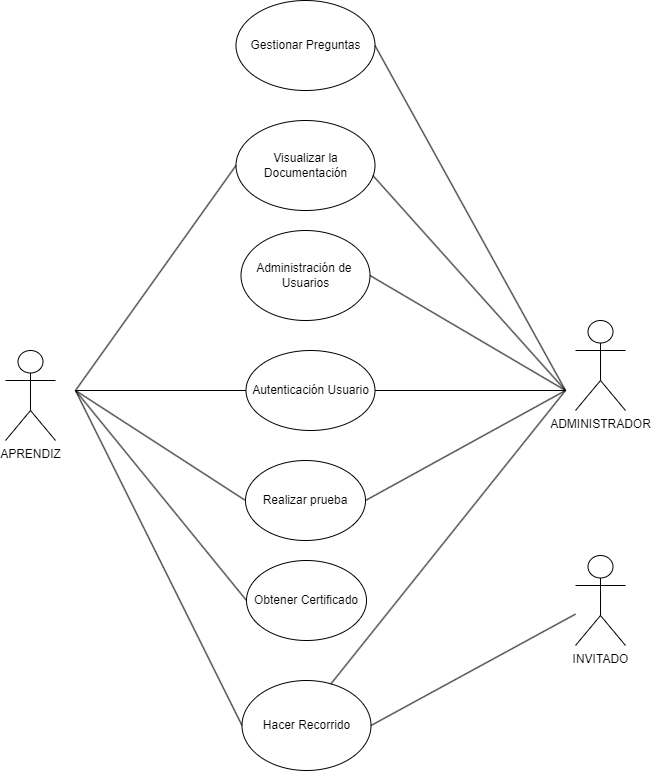 Gestionar Preguntas
Visualizar la
Documentación
Administración de
Usuarios
Autenticación Usuario
APRENDIZ
ADMINISTRADOR
Realizar prueba
Obtener Certificado
INVITADO
Hacer Recorrido